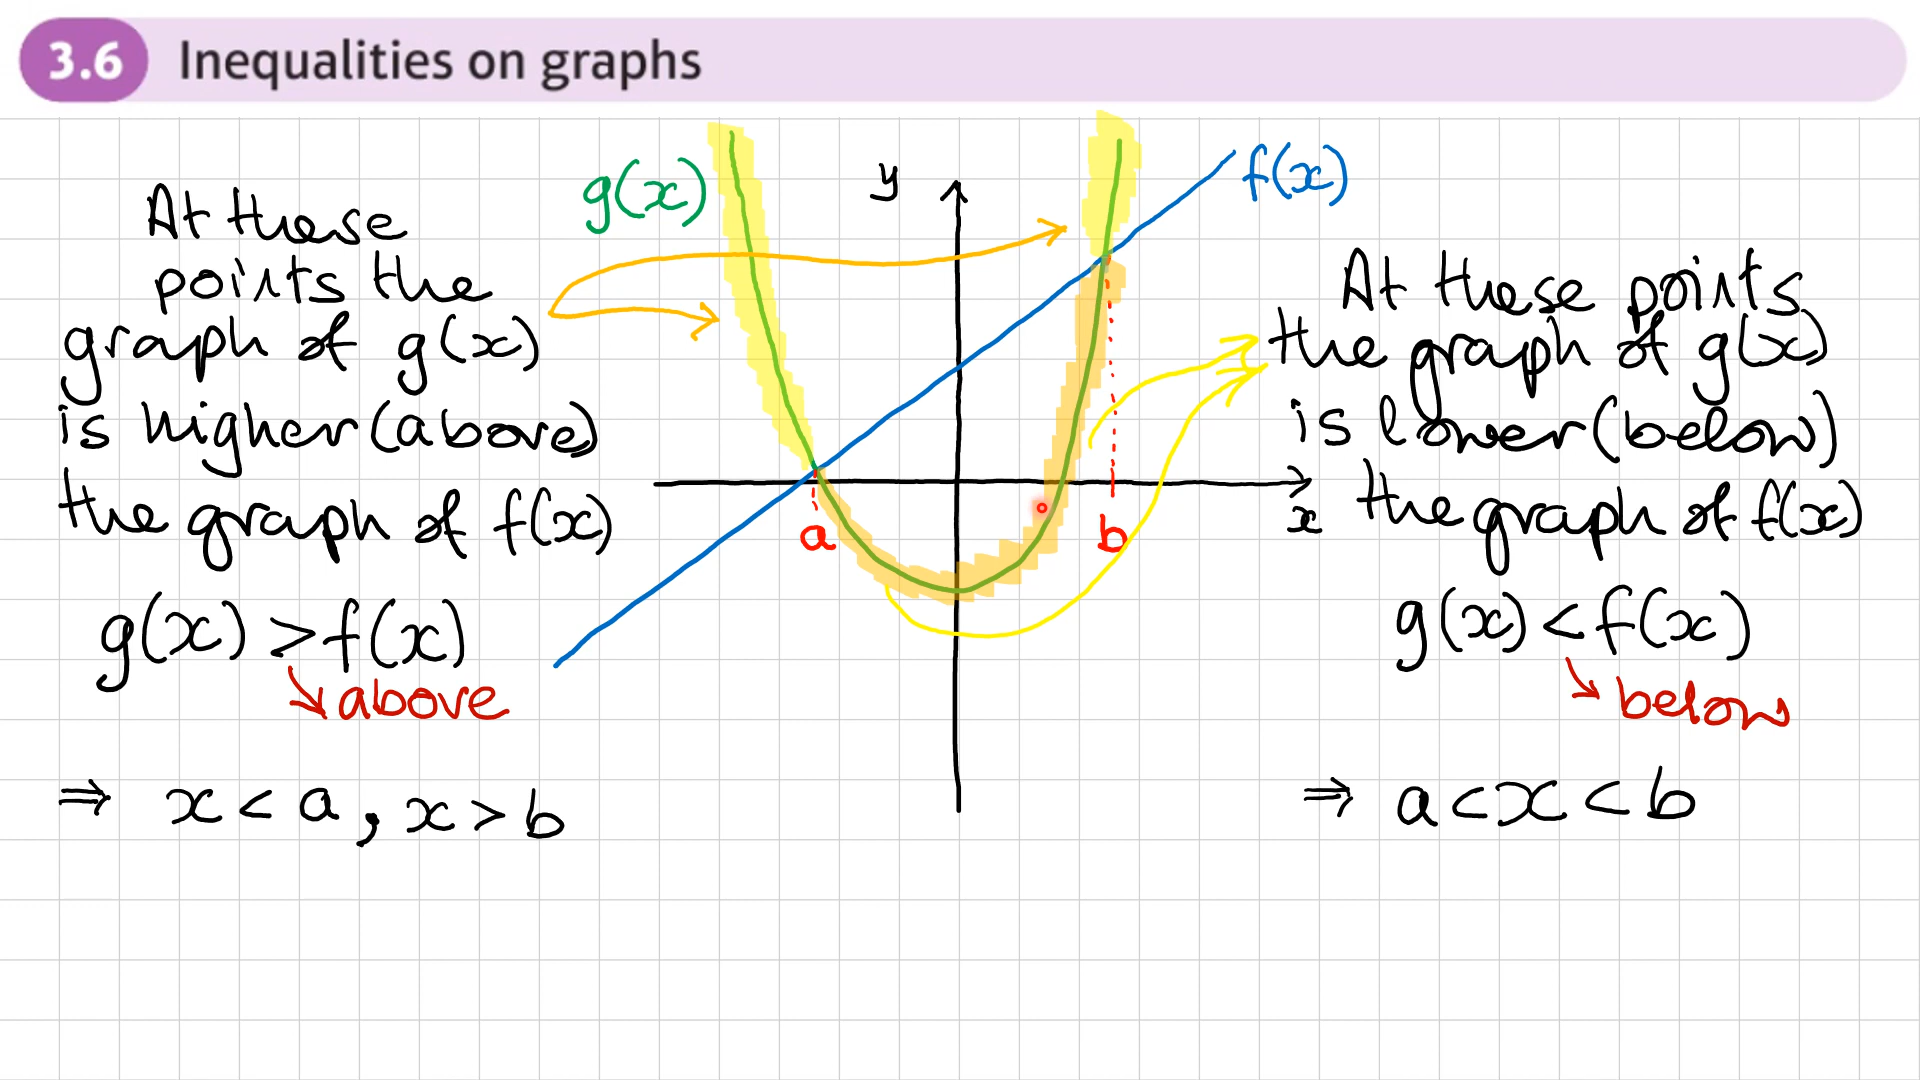 3.6 Inequalities on graphs
At these
points the
graph of g(x)
is higher (above)
the graph of f(x)
g(x) > f(x)
above
⇒ x < a, x > b
g(x)
y
f(x)
a
b
x
At these points
the graph of g(x)
is lower (below)
the graph of f(x)
g(x) < f(x)
below
⇒ a < x < b